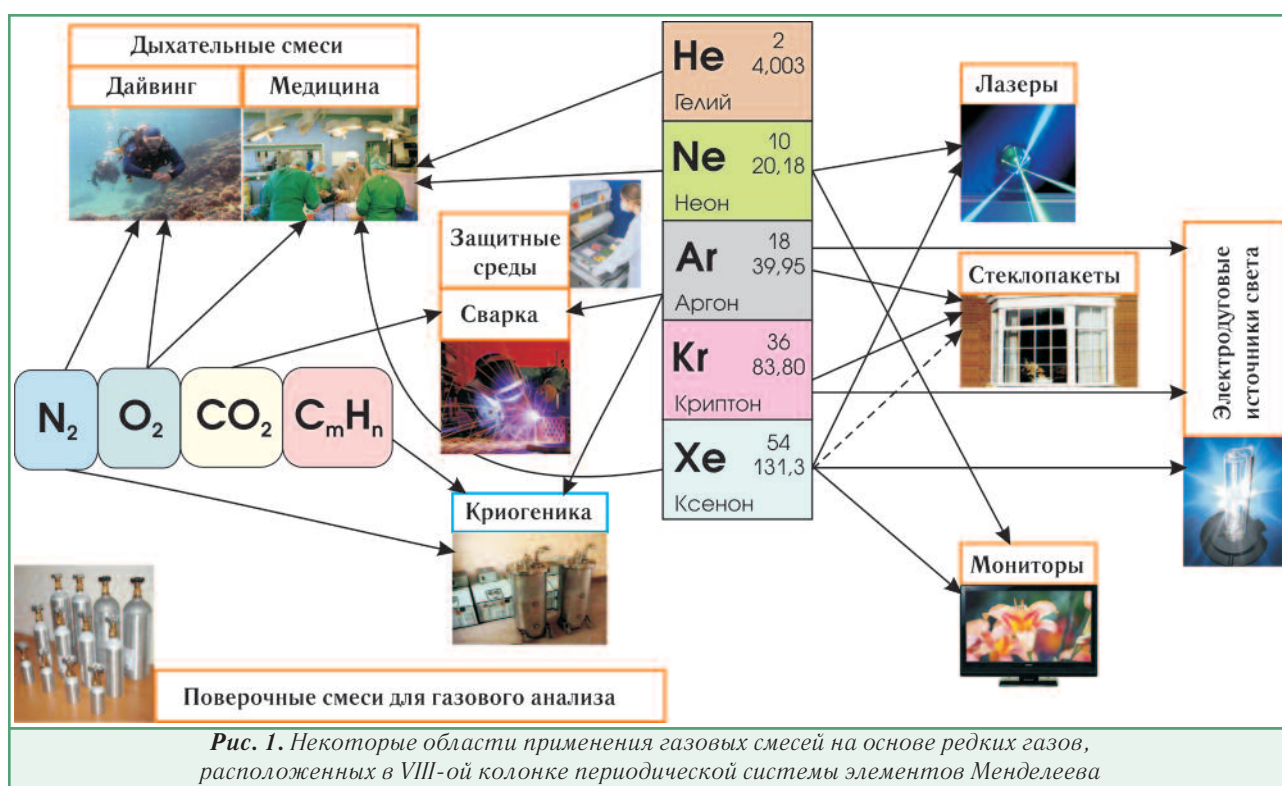 Дыхательные смеси
Дайвинг
Медицина
He
2
4,003
Гелий
Ne
10
20,18
Неон
Ar
18
39,95
Аргон
Kr
36
83,80
Криптон
Xe
54
131,3
Ксенон
Лазеры
Защитные
среды
Сварка
Стеклопакеты
Электродуговые
источники света
N₂
O₂
CO₂
CₘHₙ
Криогеника
Мониторы
Поверочные смеси для газового анализа
Рис. 1. Некоторые области применения газовых смесей на основе редких газов,
расположенных в VIII-ой колонке периодической системы элементов Менделеева